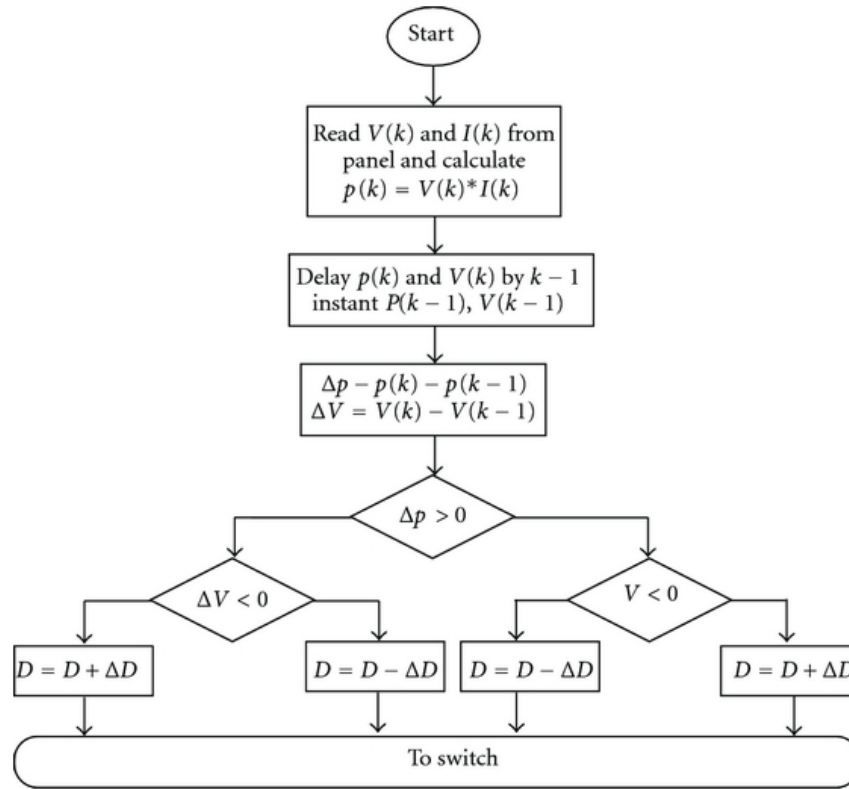 Start
Read V(k) and I(k) from
panel and calculate
p(k) = V(k)*I(k)
Delay p(k) and V(k) by k − 1
instant P(k−1), V(k−1)
Δp − p(k) − p(k−1)
ΔV = V(k) − V(k−1)
Δp > 0
ΔV < 0
V < 0
D = D + ΔD
D = D − ΔD
D = D − ΔD
D = D + ΔD
To switch